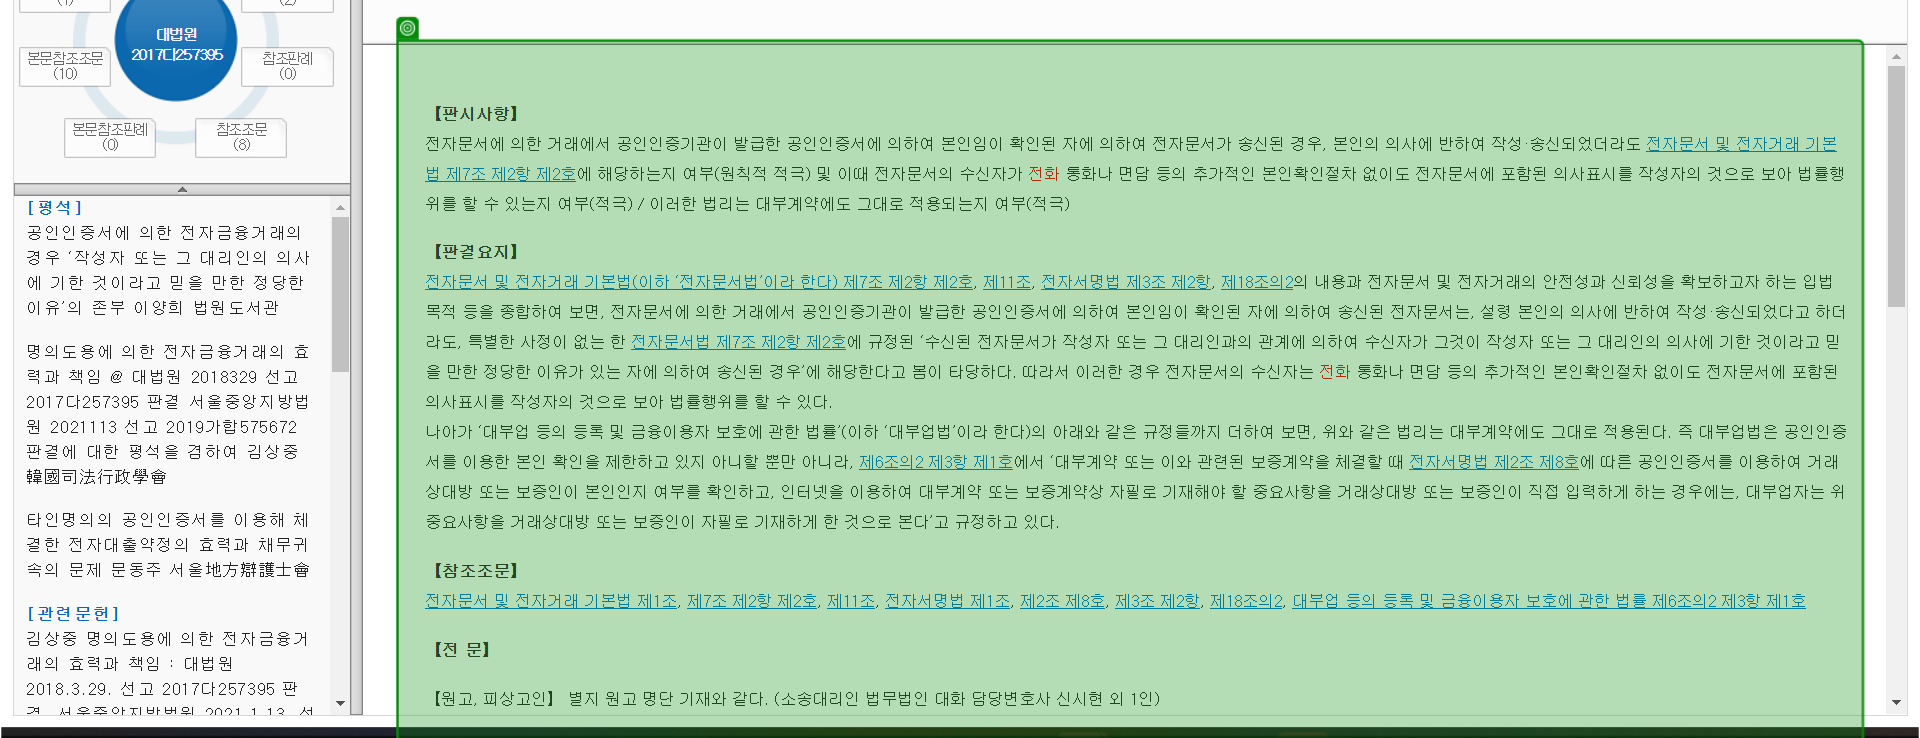 (1)
(2)
대법원
2017다257395
본문참조조문
(10)
참조판례
(0)
본문참조판례
(0)
참조조문
(8)
[평석]
공인인증서에 의한 전자금융거래의
경우 '작성자 또는 그 대리인의 의사
에 기한 것이라고 믿을 만한 정당한
이유'의 존부 이양희 법원도서관
명의도용에 의한 전자금융거래의 효
력과 책임 @ 대법원 2018329 선고
2017다257395 판결 서울중앙지방법
원 2021113 선고 2019가합575672
판결에 대한 평석을 겸하여 김상중
韓國司法行政學會
타인명의의 공인인증서를 이용해 체
결한 전자대출약정의 효력과 채무귀
속의 문제 문동주 서울地方辯護士會
[관련문헌]
김상중 명의도용에 의한 전자금융거
래의 효력과 책임 : 대법원
2018.3.29. 선고 2017다257395 판
결, 서울중앙지방법원 2021.1.13. 선
【판시사항】
전자문서에 의한 거래에서 공인인증기관이 발급한 공인인증서에 의하여 본인임이 확인된 자에 의하여 전자문서가 송신된 경우, 본인의 의사에 반하여 작성·송신되었더라도 전자문서 및 전자거래 기본
법 제7조 제2항 제2호에 해당하는지 여부(원칙적 적극) 및 이때 전자문서의 수신자가 전화 통화나 면담 등의 추가적인 본인확인절차 없이도 전자문서에 포함된 의사표시를 작성자의 것으로 보아 법률행
위를 할 수 있는지 여부(적극) / 이러한 법리는 대부계약에도 그대로 적용되는지 여부(적극)
【판결요지】
전자문서 및 전자거래 기본법(이하 '전자문서법'이라 한다) 제7조 제2항 제2호, 제11조, 전자서명법 제3조 제2항, 제18조의2의 내용과 전자문서 및 전자거래의 안전성과 신뢰성을 확보하고자 하는 입법
목적 등을 종합하여 보면, 전자문서에 의한 거래에서 공인인증기관이 발급한 공인인증서에 의하여 본인임이 확인된 자에 의하여 송신된 전자문서는, 설령 본인의 의사에 반하여 작성·송신되었다고 하더
라도, 특별한 사정이 없는 한 전자문서법 제7조 제2항 제2호에 규정된 '수신된 전자문서가 작성자 또는 그 대리인과의 관계에 의하여 수신자가 그것이 작성자 또는 그 대리인의 의사에 기한 것이라고 믿
을 만한 정당한 이유가 있는 자에 의하여 송신된 경우'에 해당한다고 봄이 타당하다. 따라서 이러한 경우 전자문서의 수신자는 전화 통화나 면담 등의 추가적인 본인확인절차 없이도 전자문서에 포함된
의사표시를 작성자의 것으로 보아 법률행위를 할 수 있다.
나아가 '대부업 등의 등록 및 금융이용자 보호에 관한 법률'(이하 '대부업법'이라 한다)의 아래와 같은 규정들까지 더하여 보면, 위와 같은 법리는 대부계약에도 그대로 적용된다. 즉 대부업법은 공인인증
서를 이용한 본인 확인을 제한하고 있지 아니할 뿐만 아니라, 제6조의2 제3항 제1호에서 '대부계약 또는 이와 관련된 보증계약을 체결할 때 전자서명법 제2조 제8호에 따른 공인인증서를 이용하여 거래
상대방 또는 보증인이 본인인지 여부를 확인하고, 인터넷을 이용하여 대부계약 또는 보증계약상 자필로 기재해야 할 중요사항을 거래상대방 또는 보증인이 직접 입력하게 하는 경우에는, 대부업자는 위
중요사항을 거래상대방 또는 보증인이 자필로 기재하게 한 것으로 본다'고 규정하고 있다.
【참조조문】
전자문서 및 전자거래 기본법 제1조, 제7조 제2항 제2호, 제11조, 전자서명법 제1조, 제2조 제8호, 제3조 제2항, 제18조의2, 대부업 등의 등록 및 금융이용자 보호에 관한 법률 제6조의2 제3항 제1호
【전 문】
【원고, 피상고인】 별지 원고 명단 기재와 같다. (소송대리인 법무법인 대화 담당변호사 신시현 외 1인)